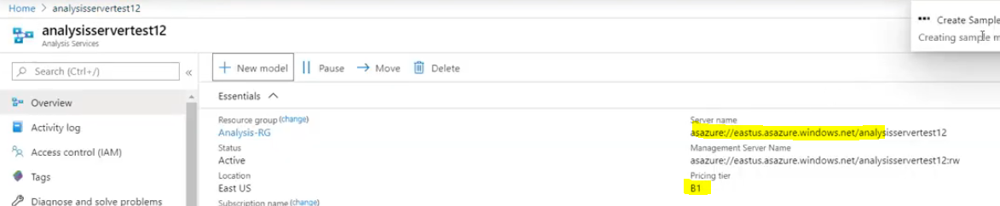 Home > analysisservertest12
analysisservertest12
Analysis Services
Create Sample
Creating sample m
Search (Ctrl+/)
«
Overview
Activity log
Access control (IAM)
Tags
Diagnose and solve problems
New model
Pause
Move
Delete
Essentials
Resource group (change)
Analysis-RG
Status
Active
Location
East US
Subscription name (change)
Server name
asazure://eastus.asazure.windows.net/analysisservertest12
Management Server Name
asazure://eastus.asazure.windows.net/analysisservertest12:rw
Pricing tier
B1